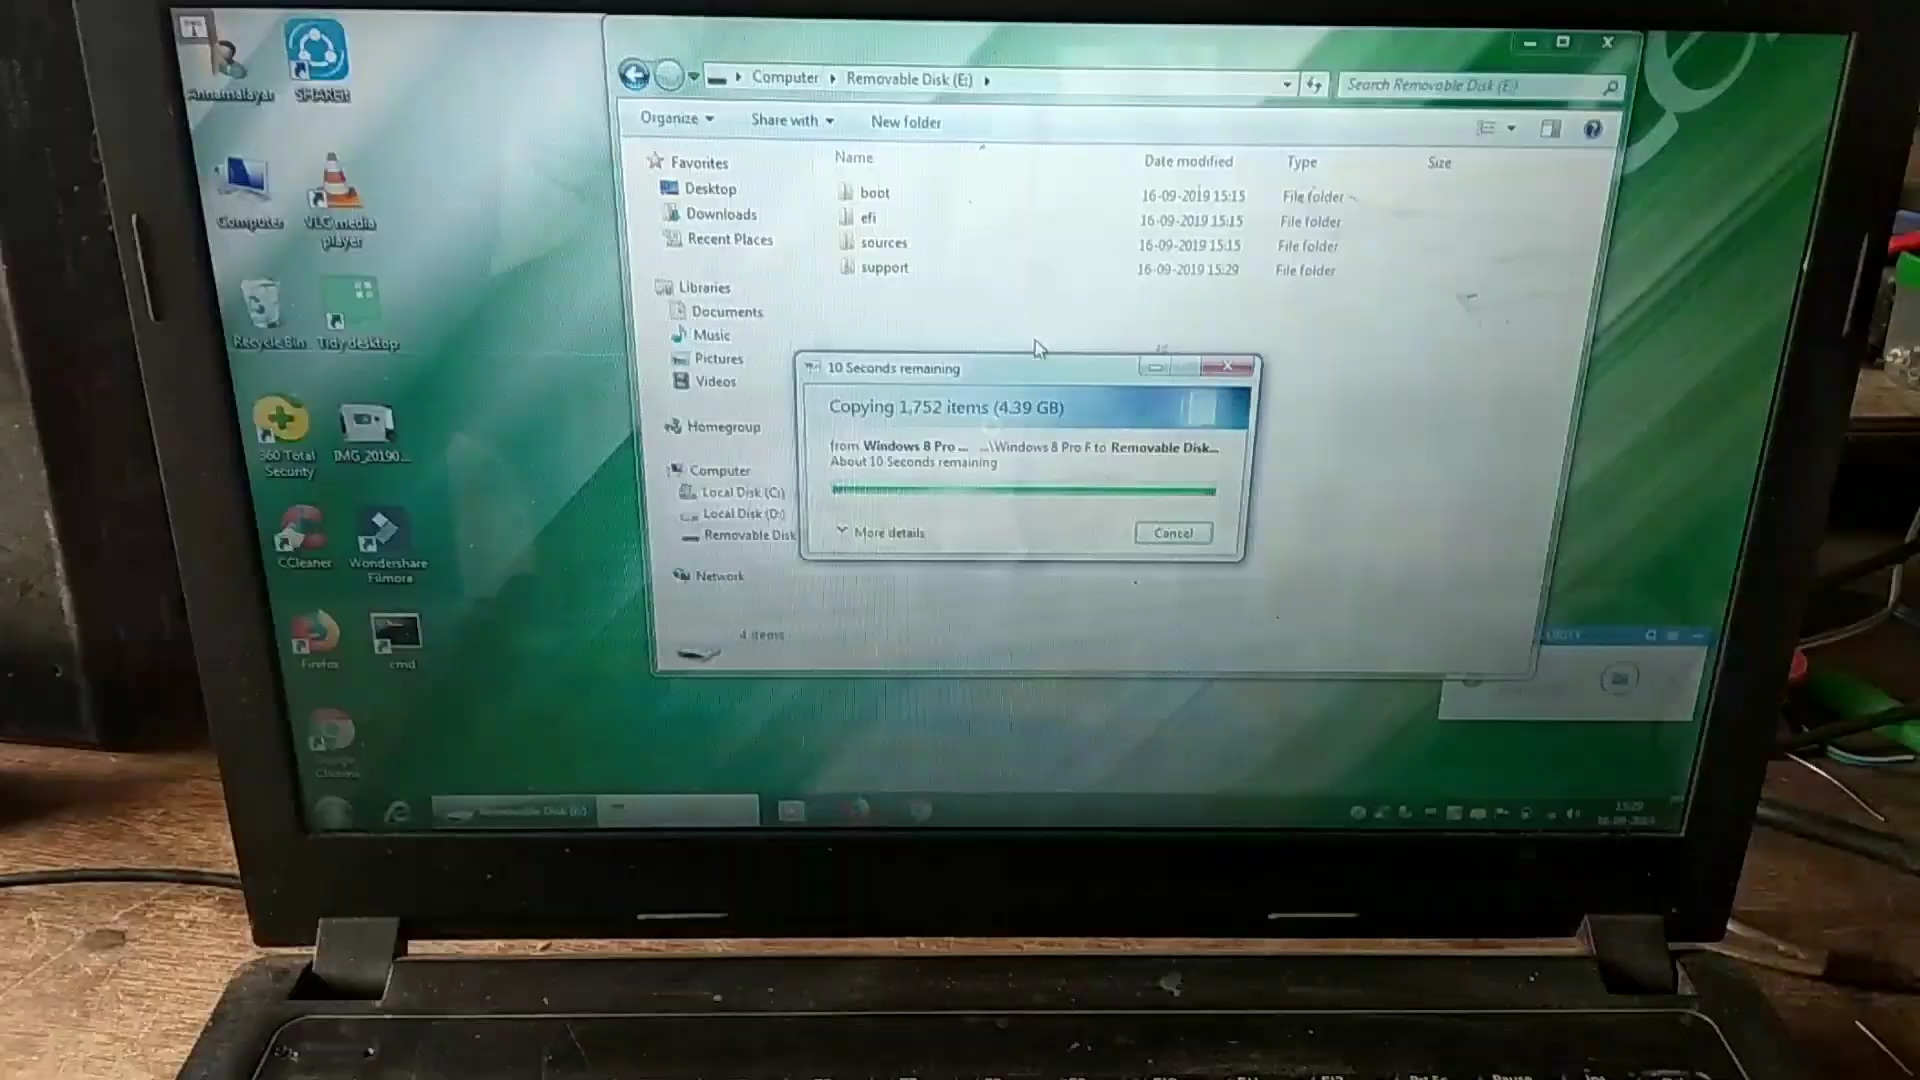 Annamalayar
SHAREit
Computer
VLC media
player
Recycle Bin
Tidy desktop
360 Total
Security
IMG_20190...
CCleaner
Wondershare
Filmora
Firefox
cmd
Computer
Removable Disk (E:)
Search Removable Disk (E:)
Organize
Share with
New folder
Favorites
Desktop
Downloads
Recent Places
Libraries
Documents
Music
Pictures
Videos
Homegroup
Computer
Local Disk (C:)
Local Disk (D:)
Removable Disk
Network
4 items
Name
Date modified
Type
Size
boot
16-09-2019 15:15
File folder
efi
16-09-2019 15:15
File folder
sources
16-09-2019 15:15
File folder
support
16-09-2019 15:29
File folder
10 Seconds remaining
Copying 1,752 items (4.39 GB)
from Windows 8 Pro ... ...\Windows 8 Pro F to Removable Disk...
About 10 Seconds remaining
More details
Cancel
Removable Disk (E:)
15:29